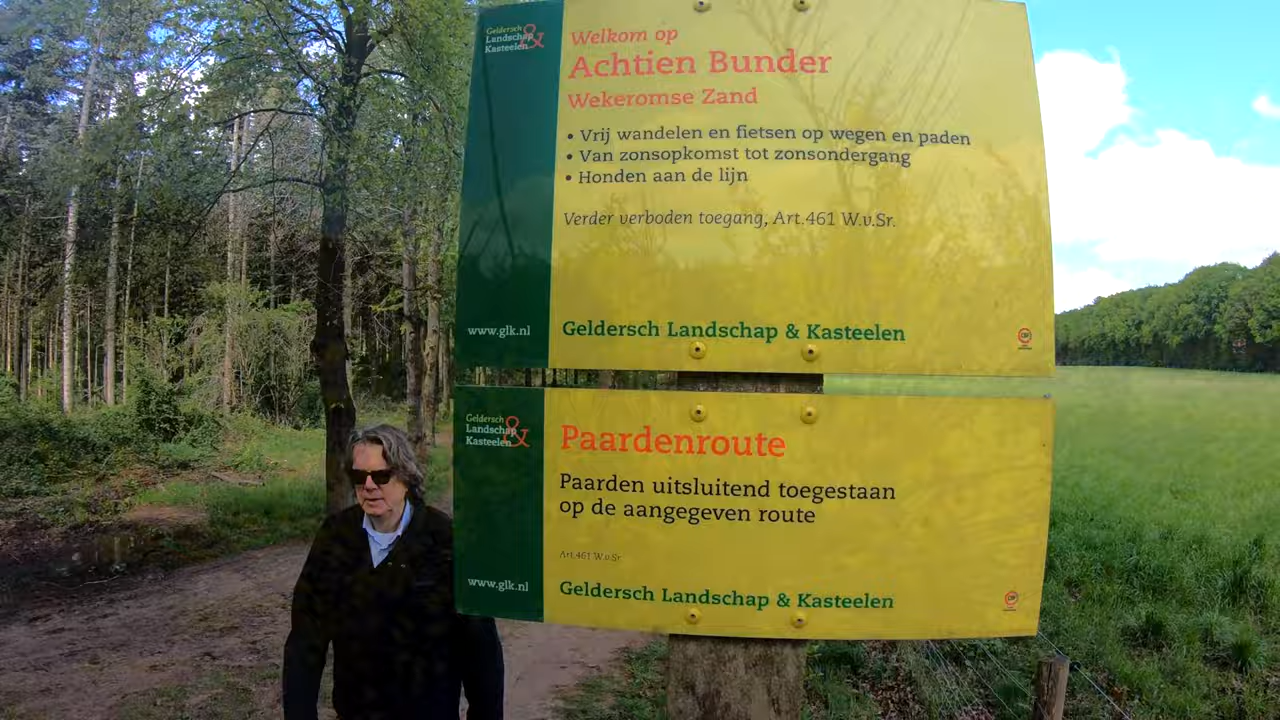 Geldersch
Landschap
& Kasteelen
Welkom op
Achtien Bunder
Wekeromse Zand
• Vrij wandelen en fietsen op wegen en paden
• Van zonsopkomst tot zonsondergang
• Honden aan de lijn
Verder verboden toegang, Art.461 W.v.Sr.
www.glk.nl
Geldersch Landschap & Kasteelen
Geldersch
Landschap
& Kasteelen
Paardenroute
Paarden uitsluitend toegestaan
op de aangegeven route
Art.461 W.v.Sr
www.glk.nl
Geldersch Landschap & Kasteelen